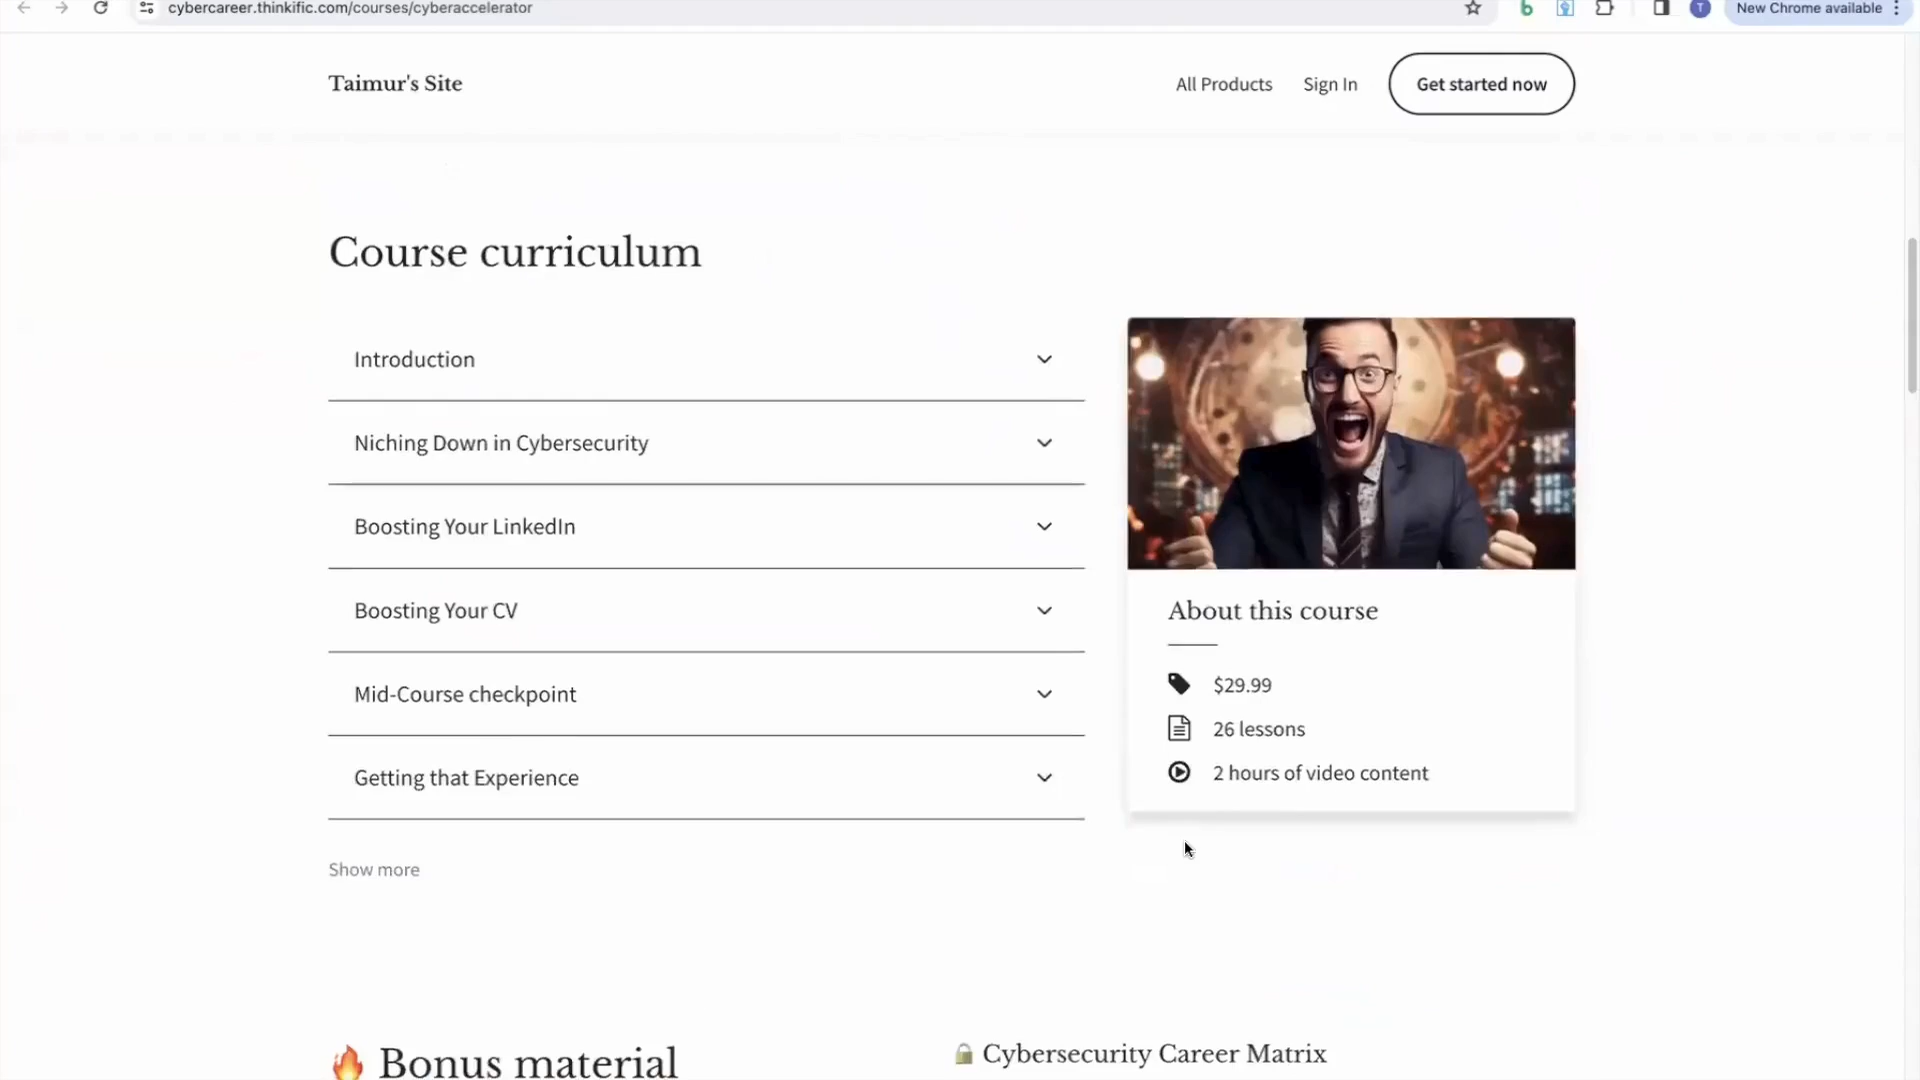 cybercareer.thinkific.com/courses/cyberaccelerator
T
New Chrome available
Taimur's Site
All Products
Sign In
Get started now
Course curriculum
Introduction
Niching Down in Cybersecurity
Boosting Your LinkedIn
Boosting Your CV
Mid-Course checkpoint
Getting that Experience
Show more
About this course
$29.99
26 lessons
2 hours of video content
🔥 Bonus material
🔒 Cybersecurity Career Matrix